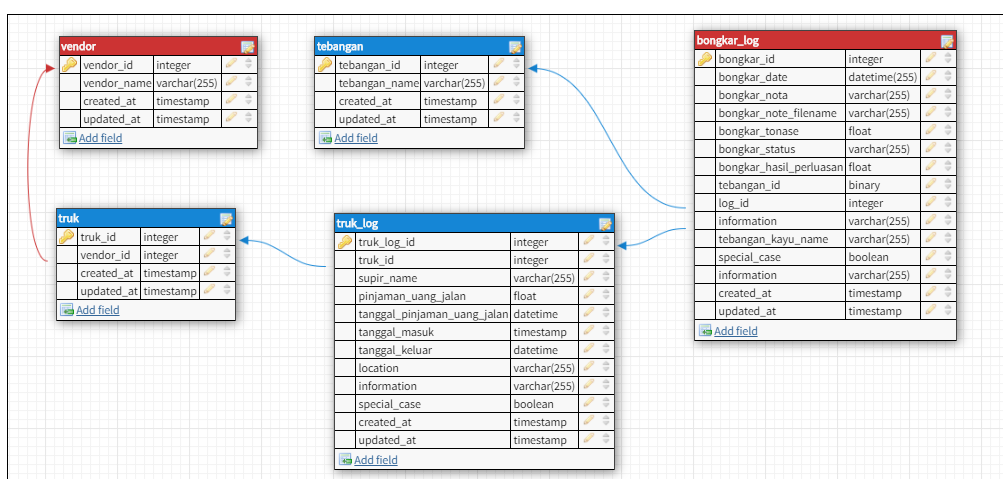 vendor
vendor_id integer
vendor_name varchar(255)
created_at timestamp
updated_at timestamp
Add field
tebangan
tebangan_id integer
tebangan_name varchar(255)
created_at timestamp
updated_at timestamp
Add field
bongkar_log
bongkar_id integer
bongkar_date datetime(255)
bongkar_nota varchar(255)
bongkar_note_filename varchar(255)
bongkar_tonase float
bongkar_status varchar(255)
bongkar_hasil_perluasan float
tebangan_id binary
log_id integer
information varchar(255)
tebangan_kayu_name varchar(255)
special_case boolean
information varchar(255)
created_at timestamp
updated_at timestamp
Add field
truk
truk_id integer
vendor_id integer
created_at timestamp
updated_at timestamp
Add field
truk_log
truk_log_id integer
truk_id integer
supir_name varchar(255)
pinjaman_uang_jalan float
tanggal_pinjaman_uang_jalan datetime
tanggal_masuk timestamp
tanggal_keluar datetime
location varchar(255)
information varchar(255)
special_case boolean
created_at timestamp
updated_at timestamp
Add field